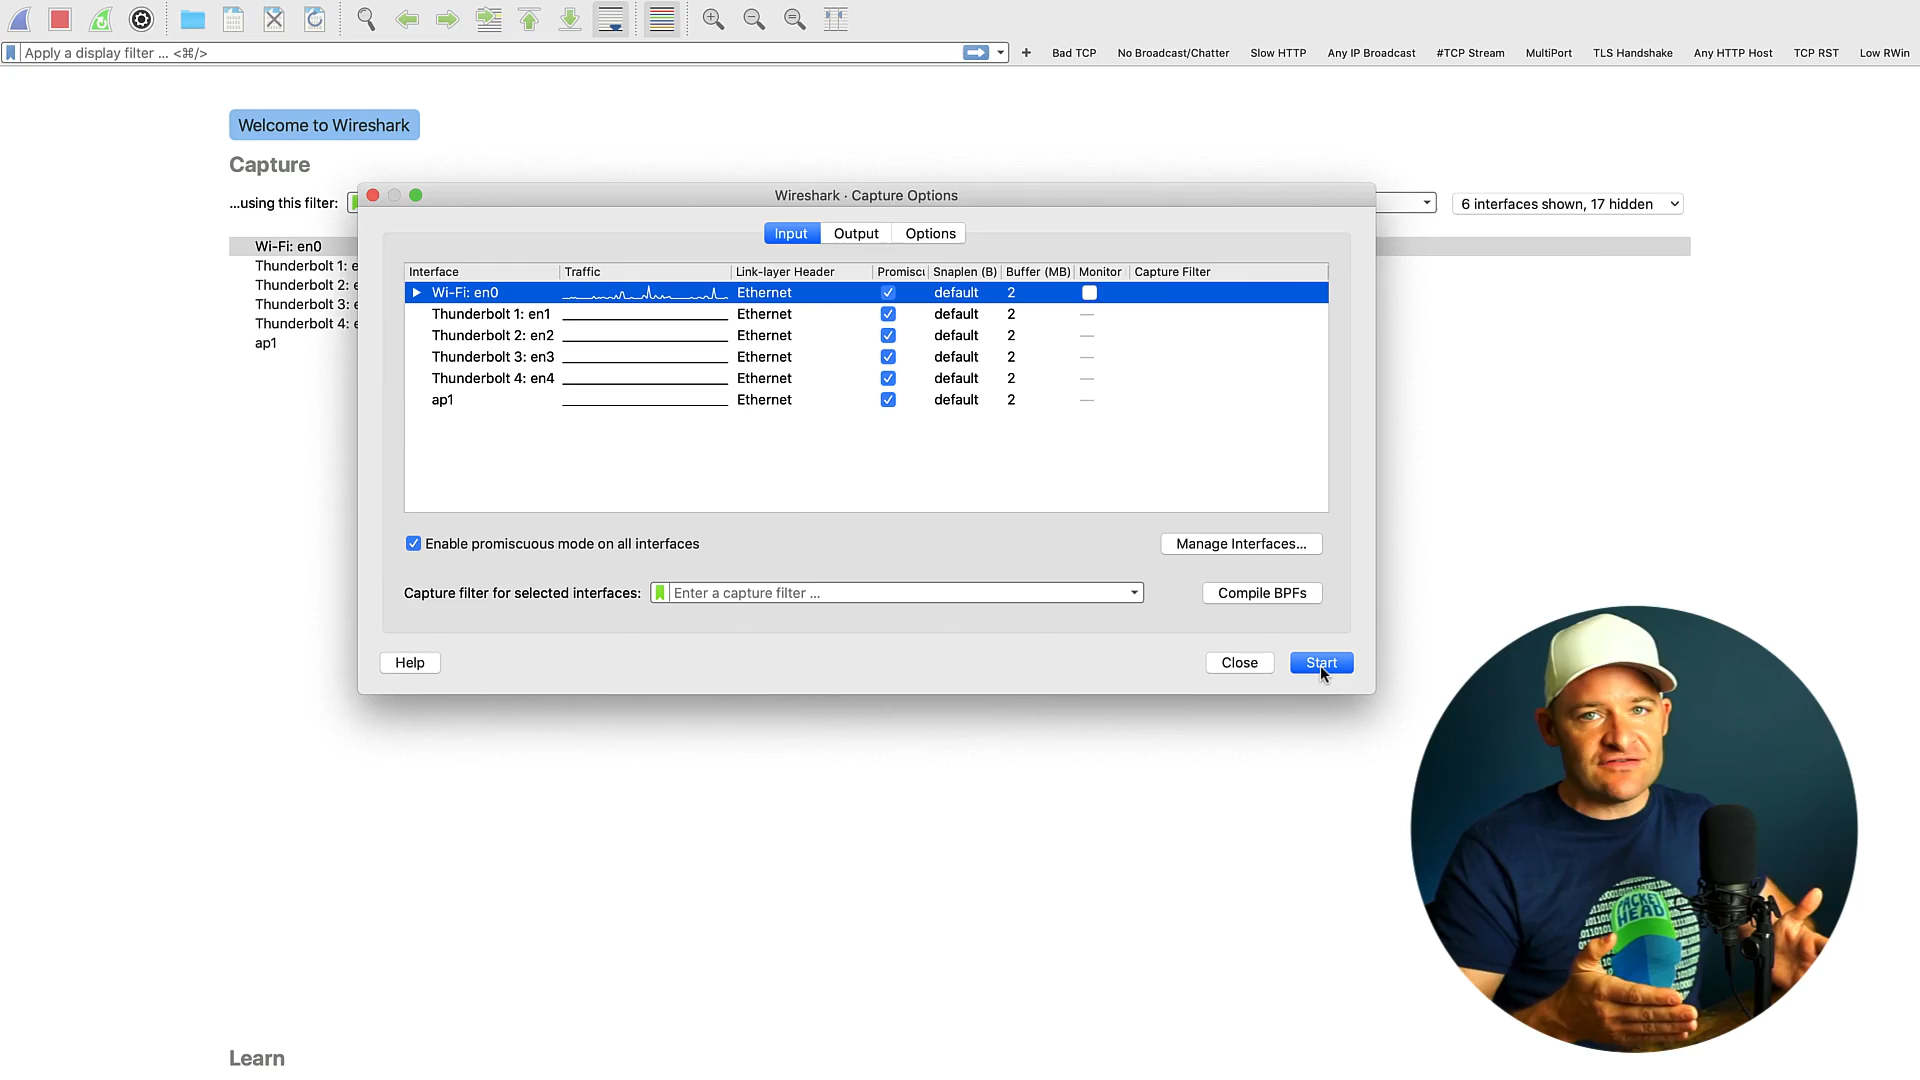 Apply a display filter ... <⌘/>
+ Bad TCP No Broadcast/Chatter Slow HTTP Any IP Broadcast #TCP Stream MultiPort TLS Handshake Any HTTP Host TCP RST Low RWin
Welcome to Wireshark
Capture
...using this filter:
6 interfaces shown, 17 hidden
Wi-Fi: en0
Thunderbolt 1: e
Thunderbolt 2: e
Thunderbolt 3: e
Thunderbolt 4: e
ap1
Wireshark · Capture Options
Input Output Options
Interface Traffic Link-layer Header Promisc Snaplen (B) Buffer (MB) Monitor Capture Filter
Wi-Fi: en0 Ethernet default 2
Thunderbolt 1: en1 Ethernet default 2 —
Thunderbolt 2: en2 Ethernet default 2 —
Thunderbolt 3: en3 Ethernet default 2 —
Thunderbolt 4: en4 Ethernet default 2 —
ap1 Ethernet default 2 —
Enable promiscuous mode on all interfaces
Manage Interfaces...
Capture filter for selected interfaces: Enter a capture filter ... Compile BPFs
Help Close Start
PACKET
HEAD
Learn